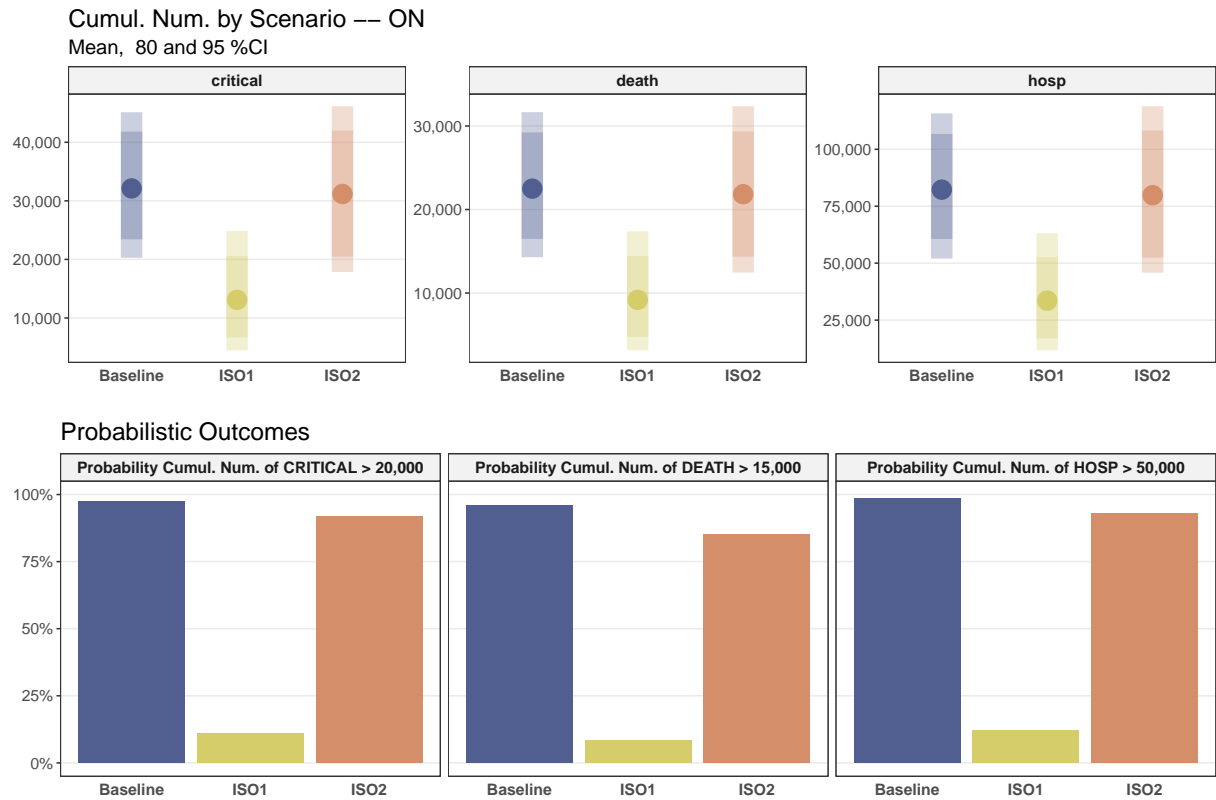 Cumul. Num. by Scenario −− ON
Mean,  80 and 95 %CI
critical
death
hosp
40,000
30,000
20,000
10,000
30,000
20,000
10,000
100,000
75,000
50,000
25,000
Baseline ISO1 ISO2
Baseline ISO1 ISO2
Baseline ISO1 ISO2
Probabilistic Outcomes
Probability Cumul. Num. of CRITICAL > 20,000
Probability Cumul. Num. of DEATH > 15,000
Probability Cumul. Num. of HOSP > 50,000
100%
75%
50%
25%
0%
Baseline ISO1 ISO2
Baseline ISO1 ISO2
Baseline ISO1 ISO2